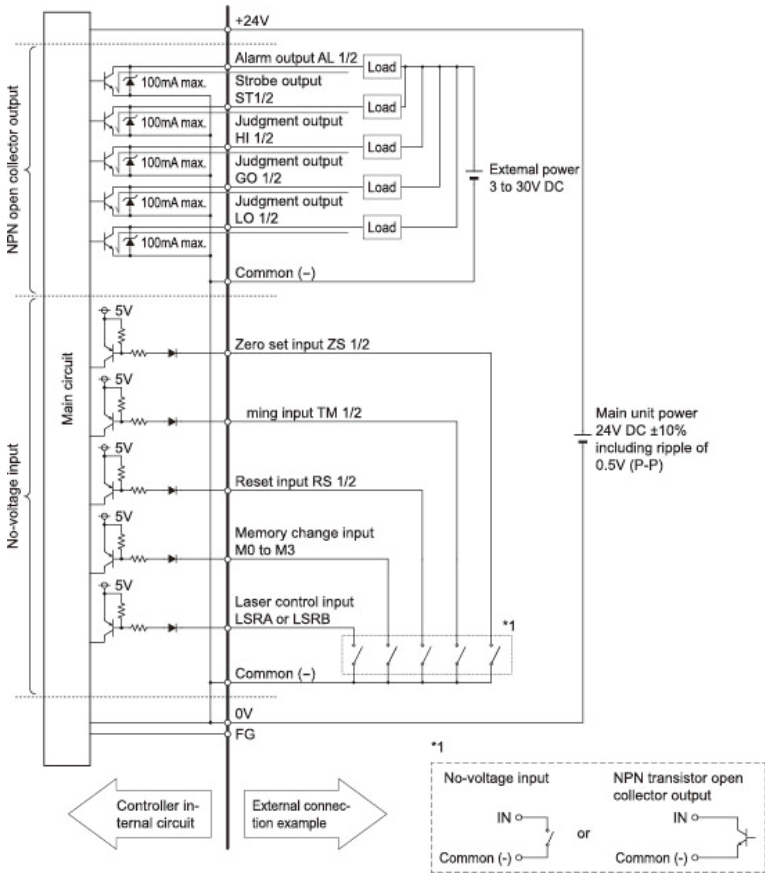 +24V
Alarm output AL 1/2
Load
100mA max.
Strobe output
ST1/2
Load
100mA max.
Judgment output
HI 1/2
Load
100mA max.
Judgment output
GO 1/2
Load
100mA max.
Judgment output
LO 1/2
Load
100mA max.
External power
3 to 30V DC
Common (–)
NPN open collector output
Main circuit
No-voltage input
5V
Zero set input ZS 1/2
5V
ming input TM 1/2
5V
Reset input RS 1/2
5V
Memory change input
M0 to M3
5V
Laser control input
LSRA or LSRB
*1
Common (–)
Main unit power
24V DC ±10%
including ripple of
0.5V (P-P)
0V
FG
Controller in-
ternal circuit
External connec-
tion example
*1
No-voltage input
IN
Common (-)
or
NPN transistor open
collector output
IN
Common (-)